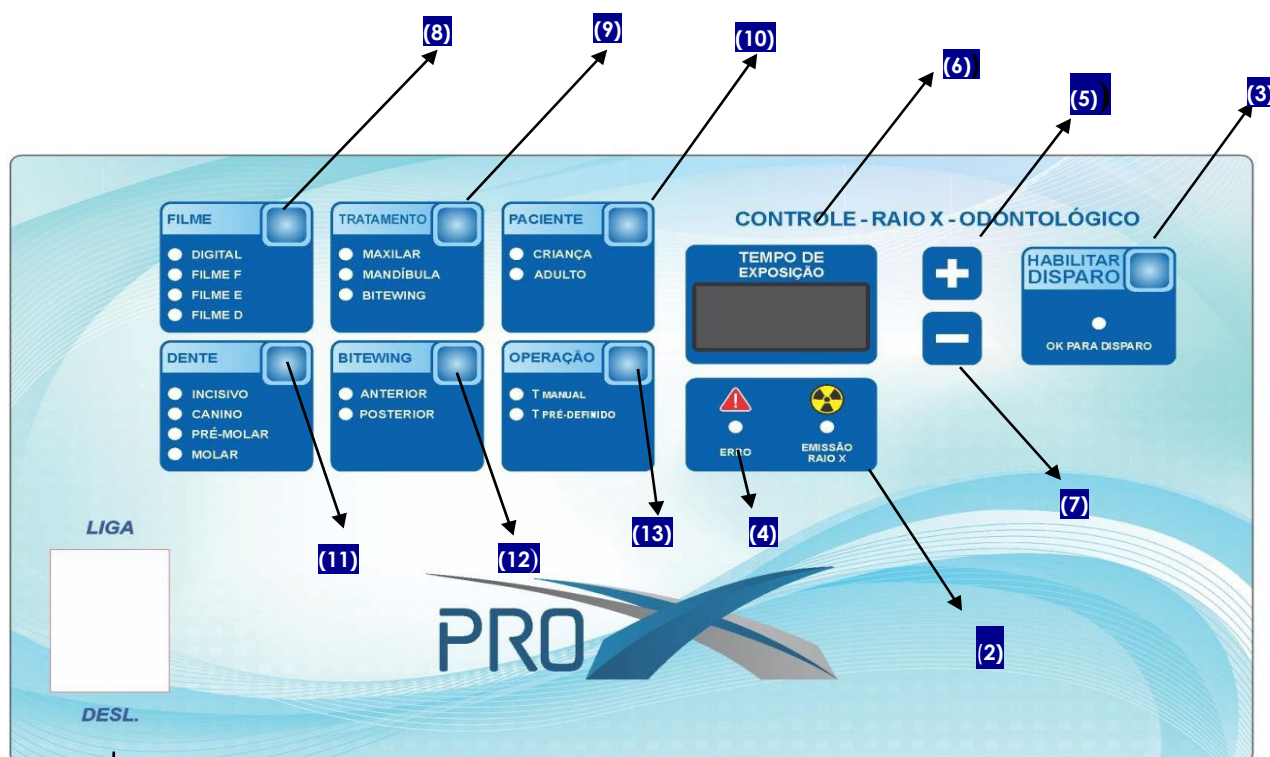 (8)
(9)
(10)
(6)
(5)
(3)
FILME
DIGITAL
FILME F
FILME E
FILME D
TRATAMENTO
MAXILAR
MANDÍBULA
BITEWING
PACIENTE
CRIANÇA
ADULTO
CONTROLE - RAIO X - ODONTOLÓGICO
TEMPO DE
EXPOSIÇÃO
+
−
HABILITAR
DISPARO
OK PARA DISPARO
DENTE
INCISIVO
CANINO
PRÉ-MOLAR
MOLAR
BITEWING
ANTERIOR
POSTERIOR
OPERAÇÃO
T MANUAL
T PRÉ-DEFINIDO
ERRO
EMISSÃO
RAIO X
(7)
(11)
(12)
(13)
(4)
(2)
LIGA
DESL.
PRO X